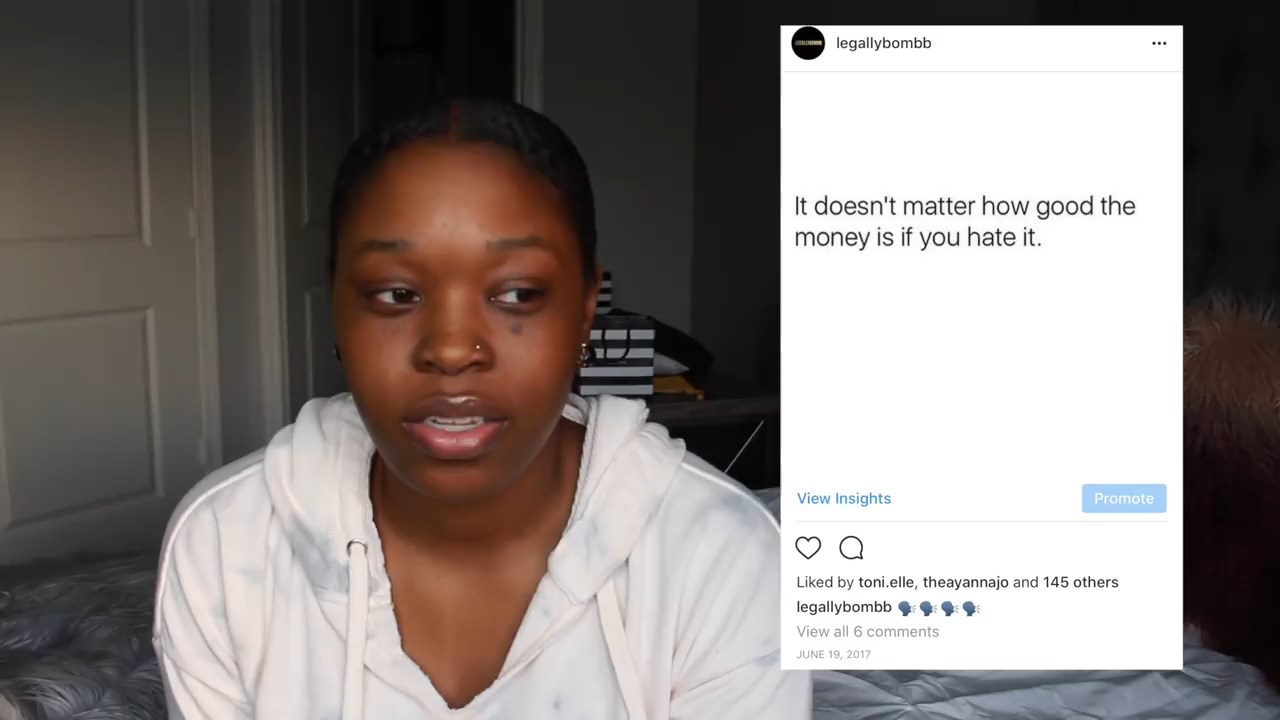 legallybombb
It doesn't matter how good the
money is if you hate it.
View Insights
Promote
Liked by toni.elle, theayannajo and 145 others
legallybombb 🗣🗣🗣🗣
View all 6 comments
JUNE 19, 2017